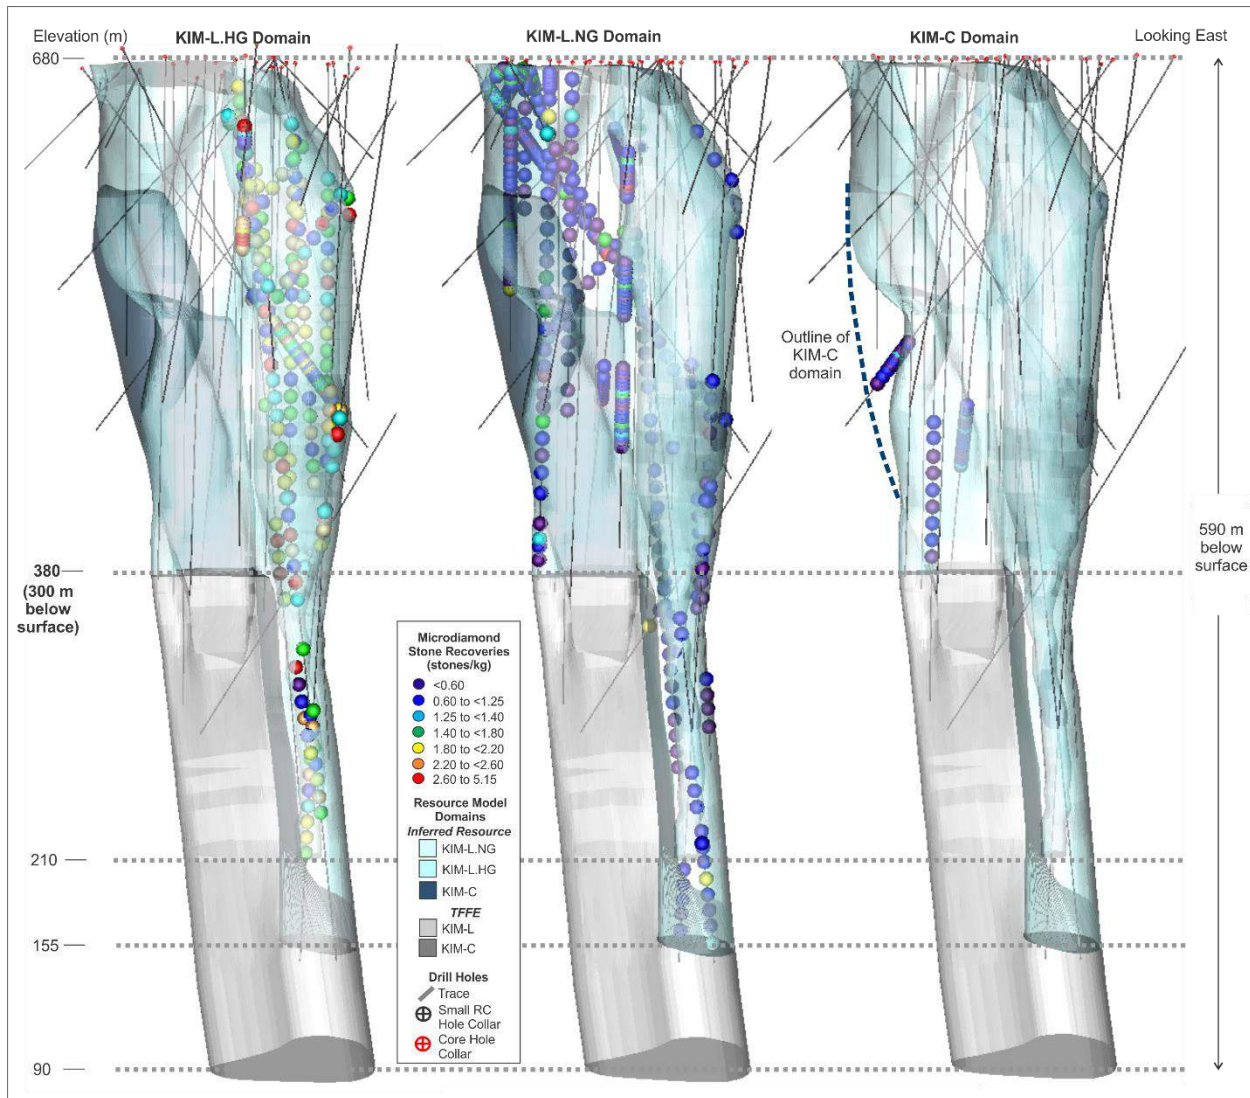 Elevation (m)
KIM-L.HG Domain
KIM-L.NG Domain
KIM-C Domain
Looking East
680
Outline of
KIM-C
domain
590 m
below
surface
380
(300 m
below
surface)
Microdiamond
Stone Recoveries
(stones/kg)
<0.60
0.60 to <1.25
1.25 to <1.40
1.40 to <1.80
1.80 to <2.20
2.20 to <2.60
2.60 to 5.15
Resource Model
Domains
Inferred Resource
KIM-L.NG
KIM-L.HG
KIM-C
TFFE
KIM-L
KIM-C
Drill Holes
Trace
Small RC
Hole Collar
Core Hole
Collar
210
155
90